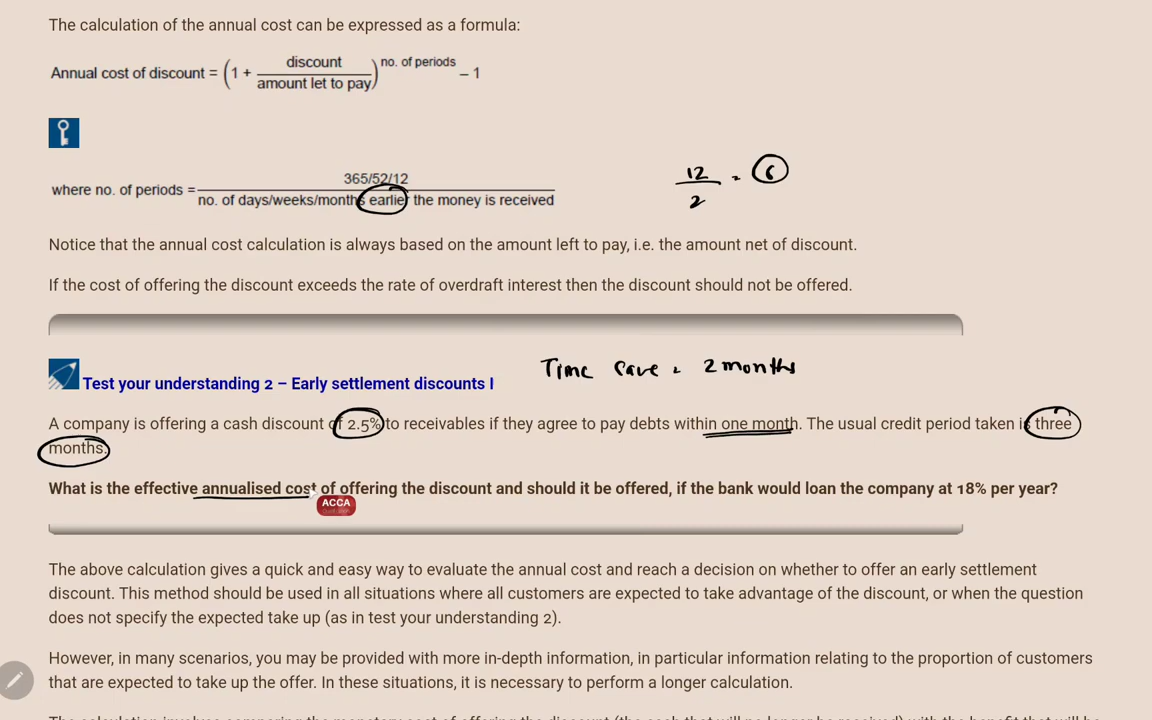 The calculation of the annual cost can be expressed as a formula:
Annual cost of discount = (1 + discount / amount let to pay)^no. of periods – 1
12
365/52/12
where no. of periods = no. of days/weeks/months earlier the money is received
12/2 = 6
Notice that the annual cost calculation is always based on the amount left to pay, i.e. the amount net of discount.
If the cost of offering the discount exceeds the rate of overdraft interest then the discount should not be offered.
Time save = 2 months
Test your understanding 2 – Early settlement discounts I
A company is offering a cash discount of 2.5% to receivables if they agree to pay debts within one month. The usual credit period taken is three
months.
What is the effective annualised cost of offering the discount and should it be offered, if the bank would loan the company at 18% per year?
ACCA
The above calculation gives a quick and easy way to evaluate the annual cost and reach a decision on whether to offer an early settlement
discount. This method should be used in all situations where all customers are expected to take advantage of the discount, or when the question
does not specify the expected take up (as in test your understanding 2).
However, in many scenarios, you may be provided with more in-depth information, in particular information relating to the proportion of customers
that are expected to take up the offer. In these situations, it is necessary to perform a longer calculation.